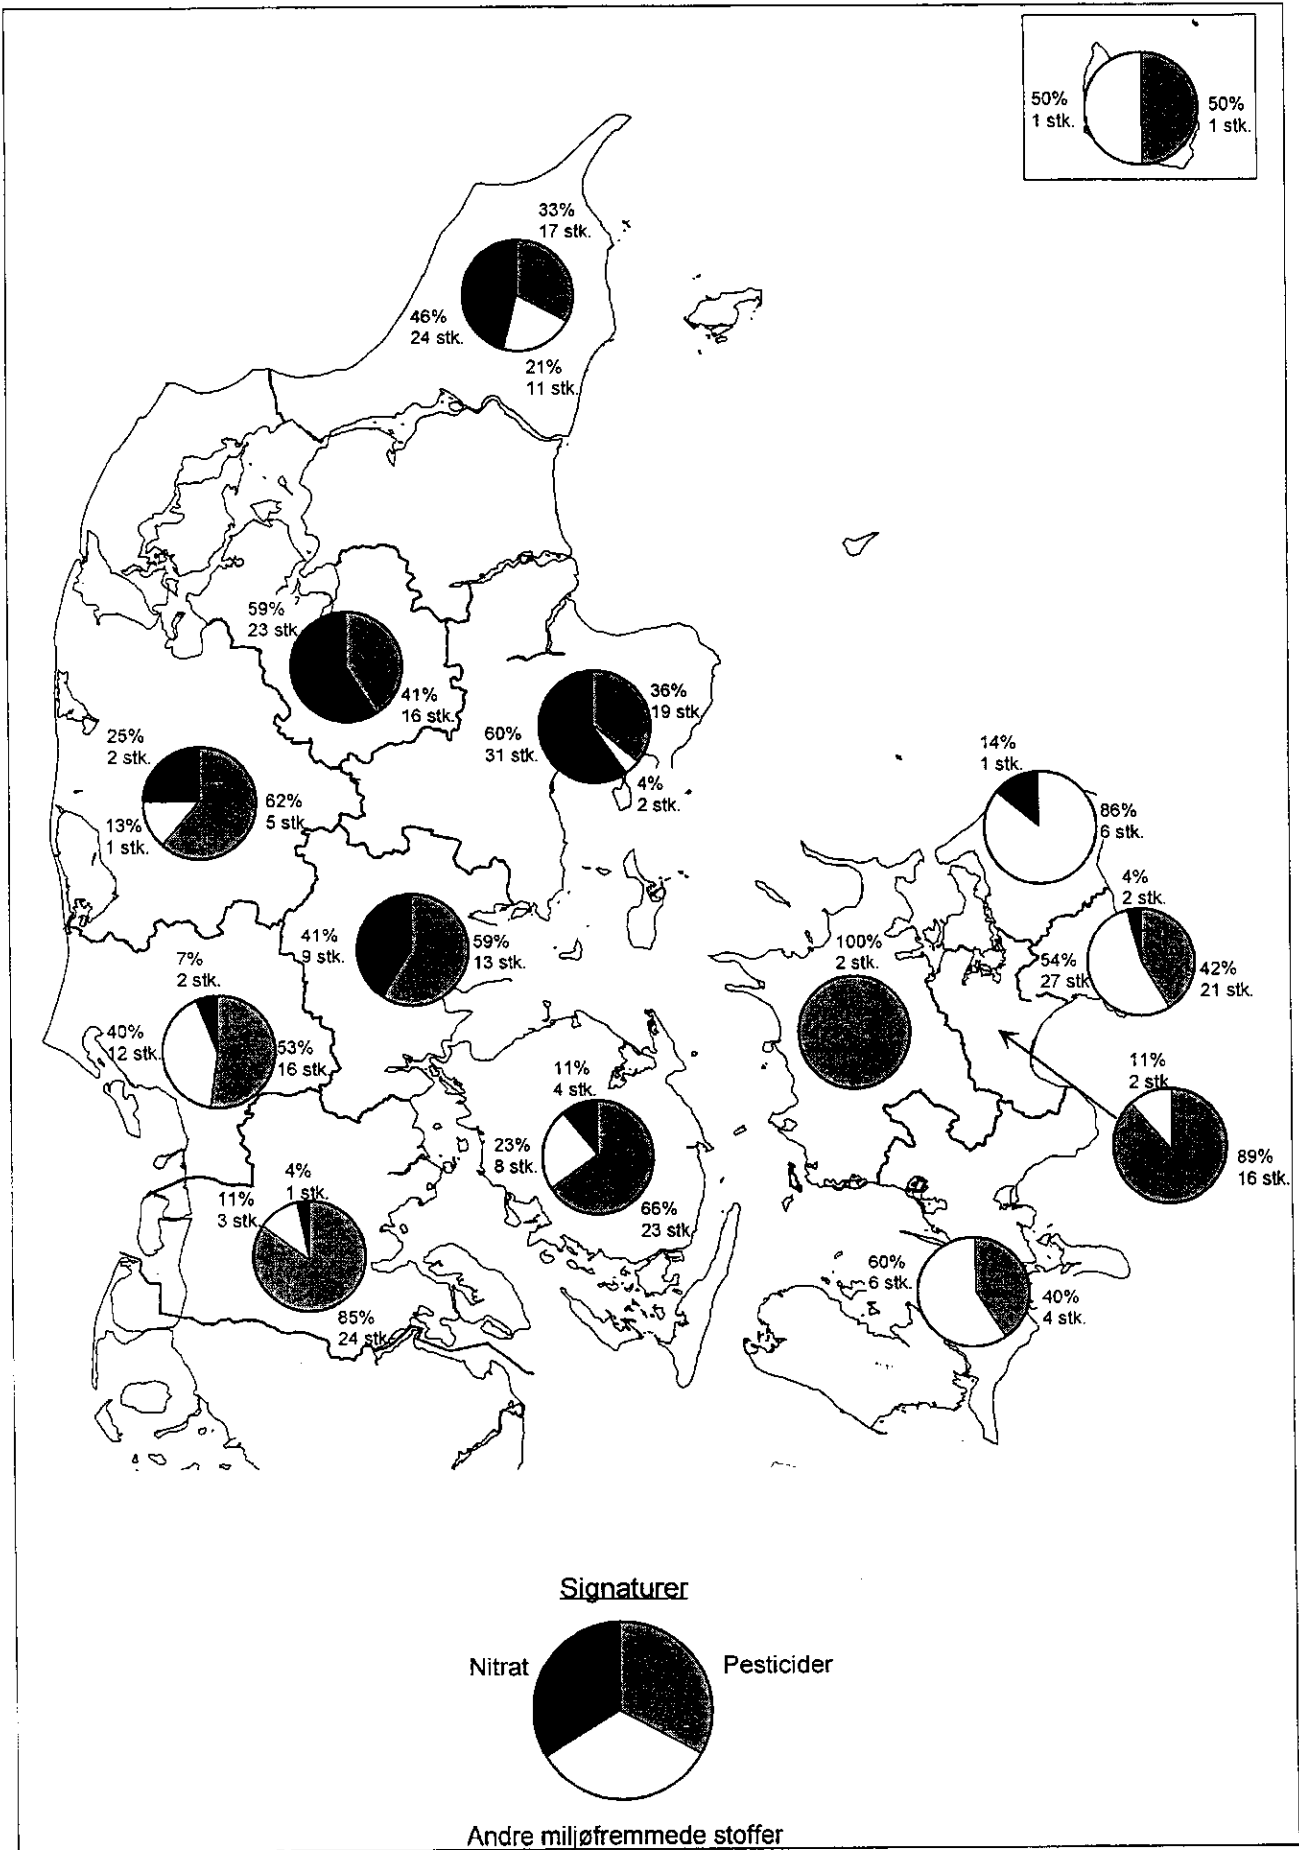 50%
1 stk.
50%
1 stk.
33%
17 stk.
46%
24 stk.
21%
11 stk.
59%
23 stk.
41%
16 stk.
36%
19 stk.
60%
31 stk.
4%
2 stk.
25%
2 stk.
62%
5 stk.
13%
1 stk.
14%
1 stk.
86%
6 stk.
4%
2 stk.
54%
27 stk.
42%
21 stk.
41%
9 stk.
59%
13 stk.
100%
2 stk.
7%
2 stk.
40%
12 stk.
53%
16 stk.
11%
4 stk.
23%
8 stk.
66%
23 stk.
11%
2 stk.
89%
16 stk.
4%
1 stk.
11%
3 stk.
85%
24 stk.
60%
6 stk.
40%
4 stk.
Signaturer
Nitrat
Pesticider
Andre miljøfremmede stoffer